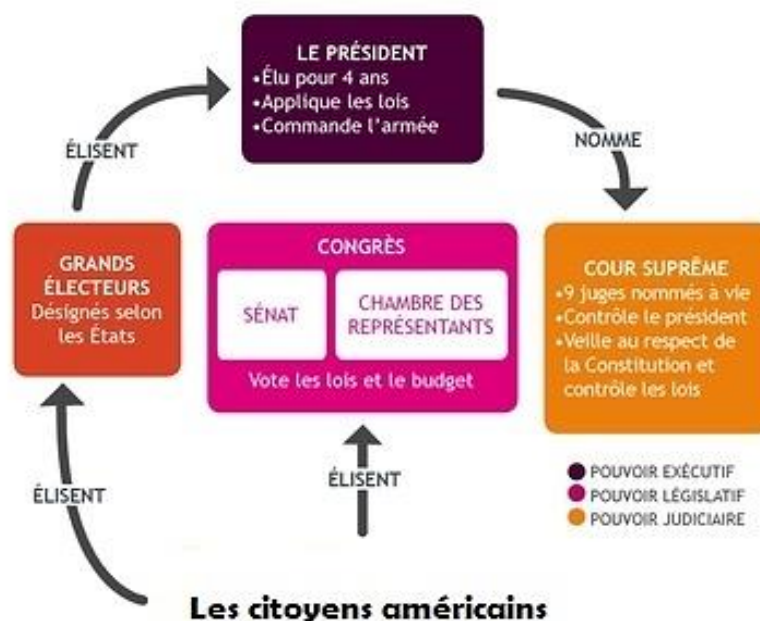 LE PRÉSIDENT
•Élu pour 4 ans
•Applique les lois
•Commande l'armée
ÉLISENT
NOMME
GRANDS
ÉLECTEURS
Désignés selon
les États
CONGRÈS
SÉNAT
CHAMBRE DES
REPRÉSENTANTS
Vote les lois et le budget
COUR SUPRÊME
•9 juges nommés à vie
•Contrôle le président
•Veille au respect de
la Constitution et
contrôle les lois
ÉLISENT
ÉLISENT
POUVOIR EXÉCUTIF
POUVOIR LÉGISLATIF
POUVOIR JUDICIAIRE
Les citoyens américains